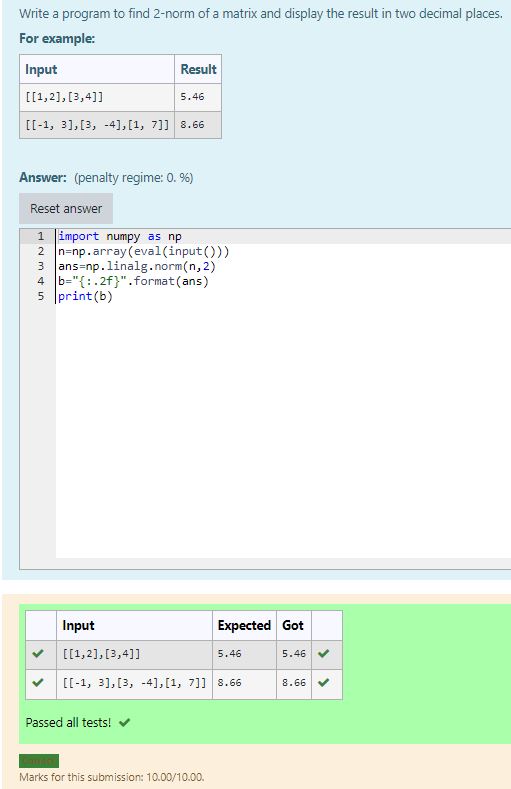 Write a program to find 2-norm of a matrix and display the result in two decimal places.
For example:
Input Result
[[1,2],[3,4]] 5.46
[[-1, 3],[3, -4],[1, 7]] 8.66
Answer: (penalty regime: 0. %)
Reset answer
1 import numpy as np
2 n=np.array(eval(input()))
3 ans=np.linalg.norm(n,2)
4 b="{:.2f}".format(ans)
5 print(b)
Input Expected Got
[[1,2],[3,4]] 5.46 5.46
[[-1, 3],[3, -4],[1, 7]] 8.66 8.66
Passed all tests!
Correct
Marks for this submission: 10.00/10.00.